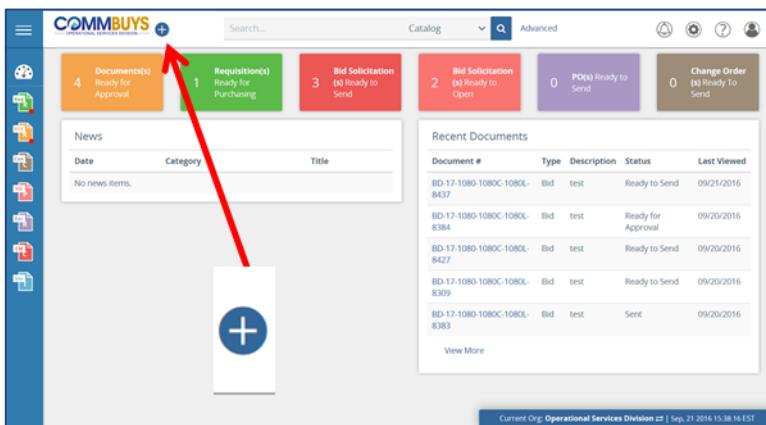 COMMBUYS
OPERATIONAL SERVICES DIVISION
Search...
Catalog
Advanced
4 Documents(s) Ready for Approval
1 Requisition(s) Ready for Purchasing
3 Bid Solicitation (s) Ready to Send
2 Bid Solicitation (s) Ready to Open
0 PO(s) Ready to Send
0 Change Order (s) Ready To Send
News
Date Category Title
No news items.
Recent Documents
Document # Type Description Status Last Viewed
BD-17-1080-1080C-1080L-8437 Bid test Ready to Send 09/21/2016
BD-17-1080-1080C-1080L-8384 Bid test Ready for Approval 09/20/2016
BD-17-1080-1080C-1080L-8427 Bid test Ready to Send 09/20/2016
BD-17-1080-1080C-1080L-8309 Bid test Ready to Send 09/20/2016
BD-17-1080-1080C-1080L-8383 Bid test Sent 09/20/2016
View More
Current Org: Operational Services Division ⇄ | Sep, 21 2016 15:38:16 EST